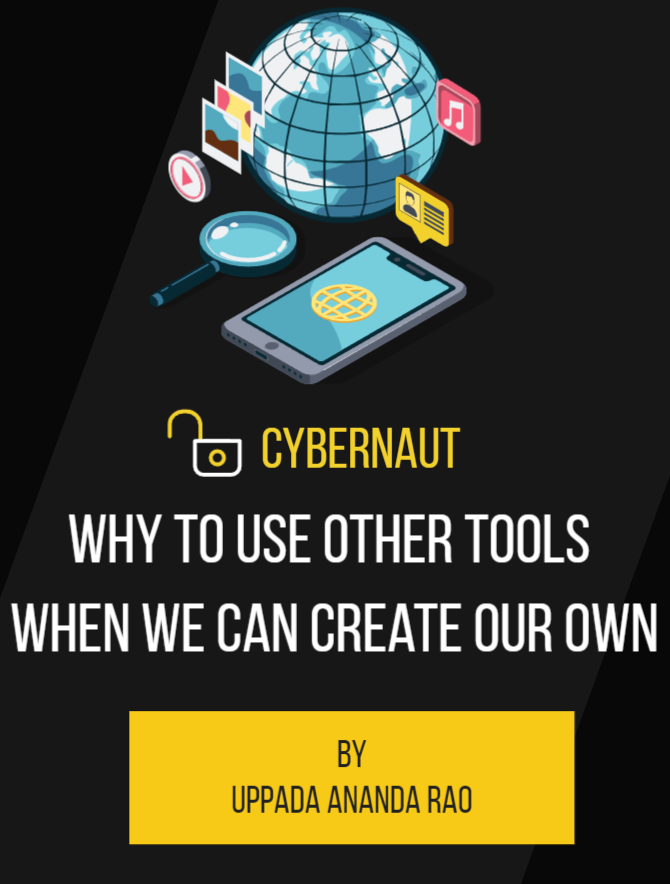 CYBERNAUT
WHY TO USE OTHER TOOLS
WHEN WE CAN CREATE OUR OWN
BY
UPPADA ANANDA RAO